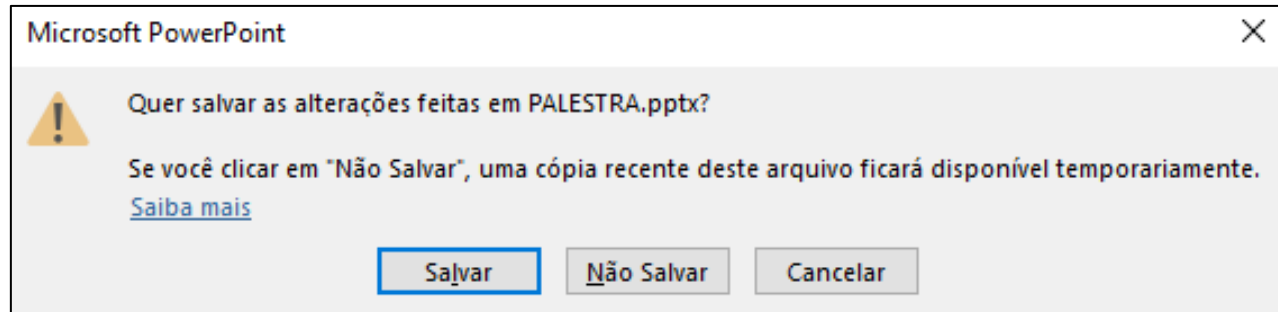 Microsoft PowerPoint
Quer salvar as alterações feitas em PALESTRA.pptx?
Se você clicar em "Não Salvar", uma cópia recente deste arquivo ficará disponível temporariamente.
Saiba mais
Salvar Não Salvar Cancelar